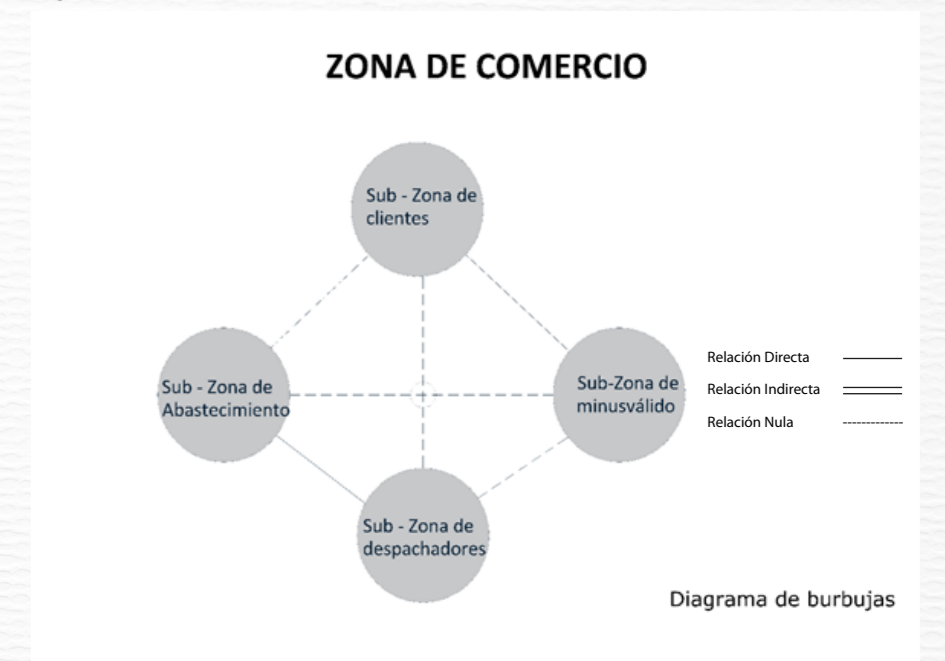 ZONA DE COMERCIO
Sub - Zona de
clientes
Sub - Zona de
Abastecimiento
Sub-Zona de
minusválido
Sub - Zona de
despachadores
Relación Directa
Relación Indirecta
Relación Nula
Diagrama de burbujas